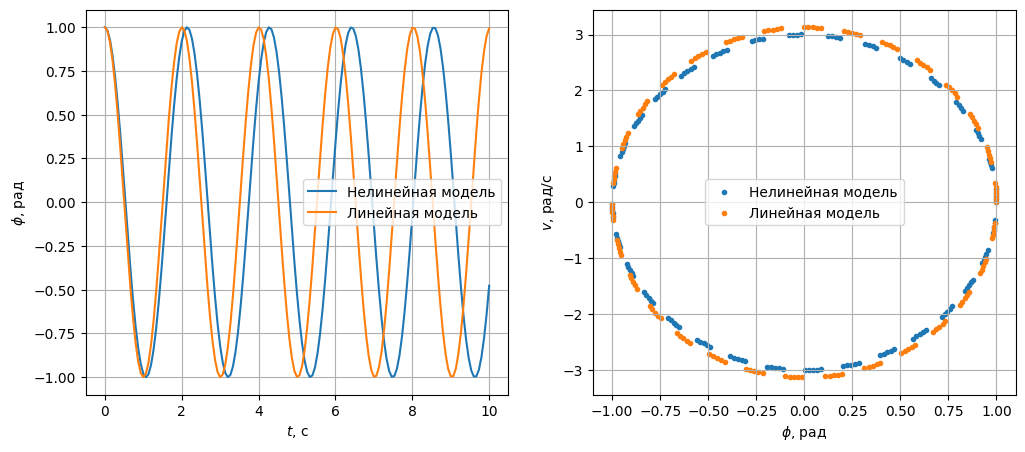 1.00
0.75
0.50
0.25
0.00
−0.25
−0.50
−0.75
−1.00
ϕ, рад
Нелинейная модель
Линейная модель
0 2 4 6 8 10
t, с
3
2
1
0
−1
−2
−3
v, рад/с
Нелинейная модель
Линейная модель
−1.00 −0.75 −0.50 −0.25 0.00 0.25 0.50 0.75 1.00
ϕ, рад